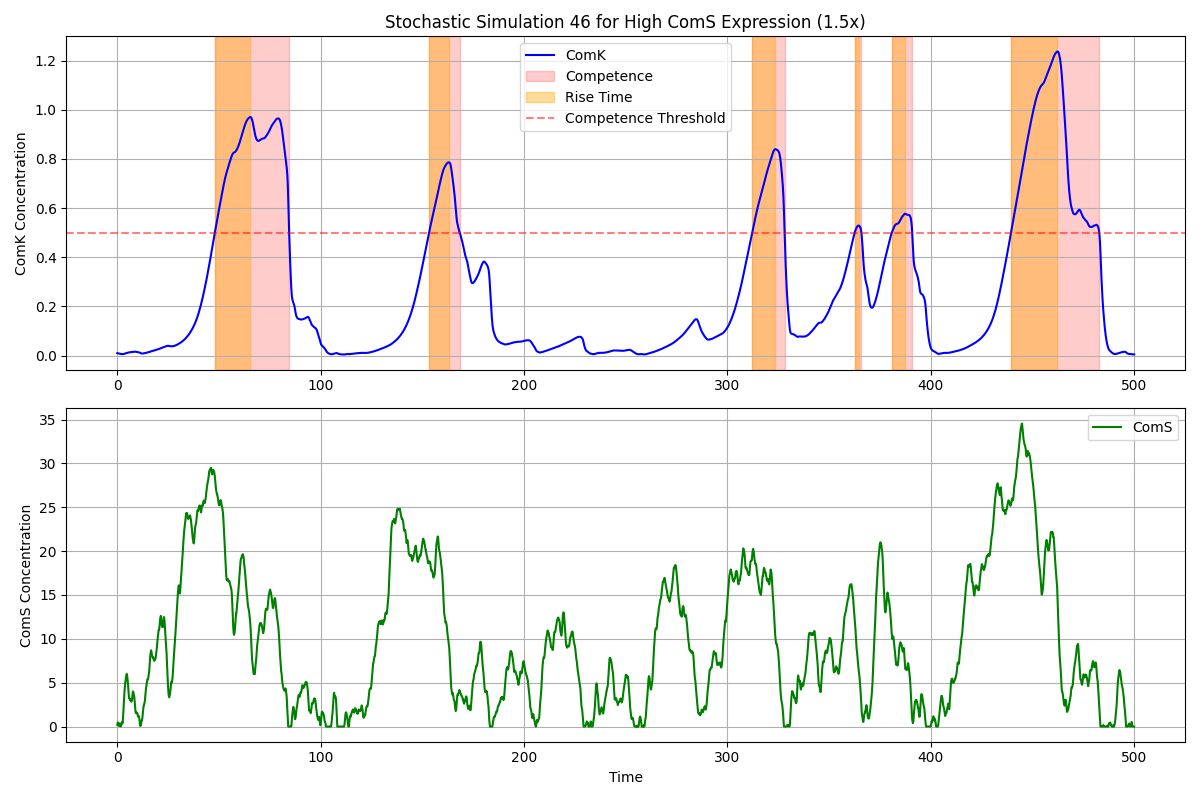 Stochastic Simulation 46 for High ComS Expression (1.5x)
ComK Concentration
1.2
1.0
0.8
0.6
0.4
0.2
0.0
ComK
Competence
Rise Time
Competence Threshold
0 100 200 300 400 500
ComS Concentration
35
30
25
20
15
10
5
0
ComS
0 100 200 300 400 500
Time